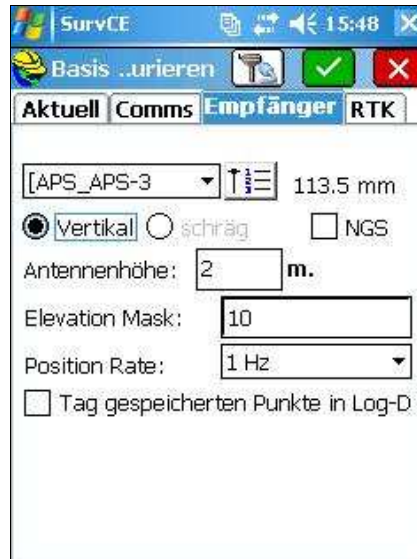 SurvCE 15:48
Basis ..urieren
Aktuell Comms Empfänger RTK
[APS_APS-3 113.5 mm
Vertikal schräg NGS
Antennenhöhe: 2 m.
Elevation Mask: 10
Position Rate: 1 Hz
Tag gespeicherten Punkte in Log-D